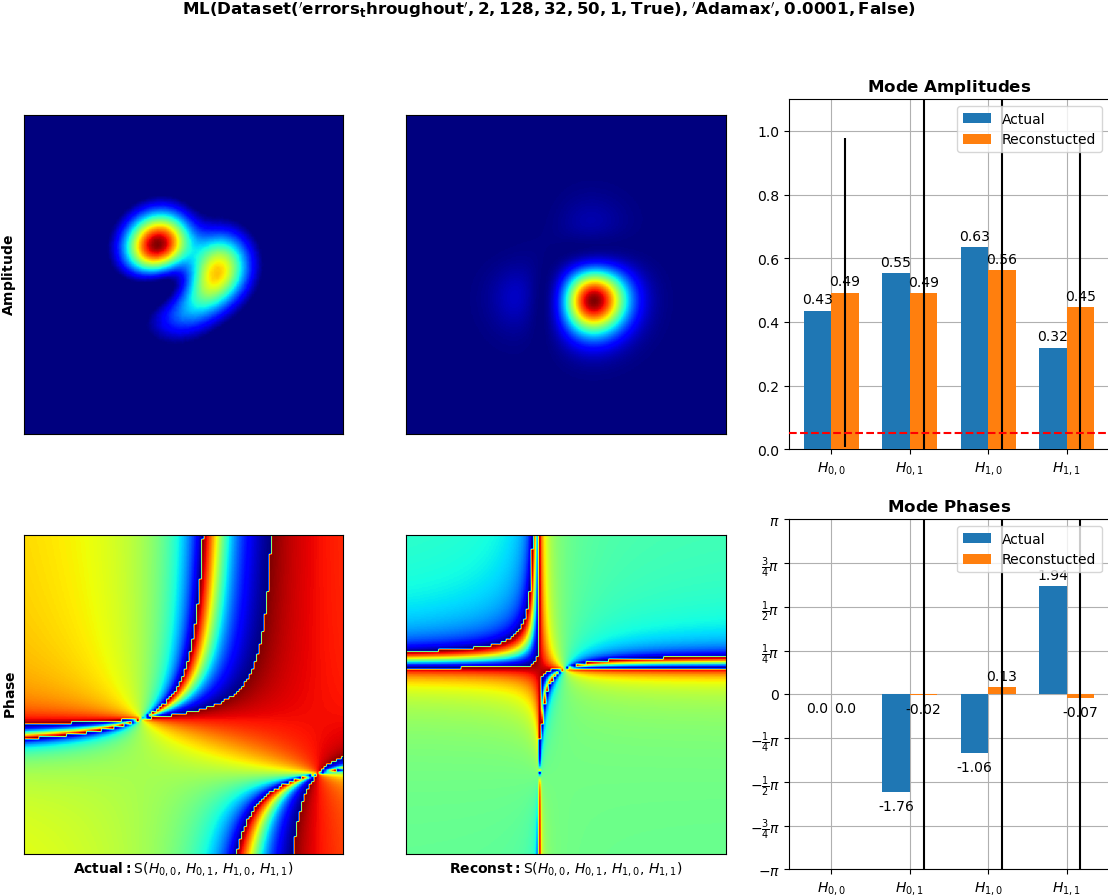 ML(Dataset('errors_throughout', 2, 128, 32, 50, 1, True), 'Adamax', 0.0001, False)
Amplitude
Mode Amplitudes
Actual
Reconstucted
1.0
0.8
0.6
0.4
0.2
0.0
0.43
0.49
0.55
0.49
0.63
0.56
0.32
0.45
H0,0
H0,1
H1,0
H1,1
Phase
Actual: S(H0,0, H0,1, H1,0, H1,1)
Reconst: S(H0,0, H0,1, H1,0, H1,1)
Mode Phases
Actual
Reconstucted
π
3/4π
1/2π
1/4π
0
−1/4π
−1/2π
−3/4π
−π
0.0
0.0
-1.76
-0.02
-1.06
0.13
1.94
-0.07
H0,0
H0,1
H1,0
H1,1